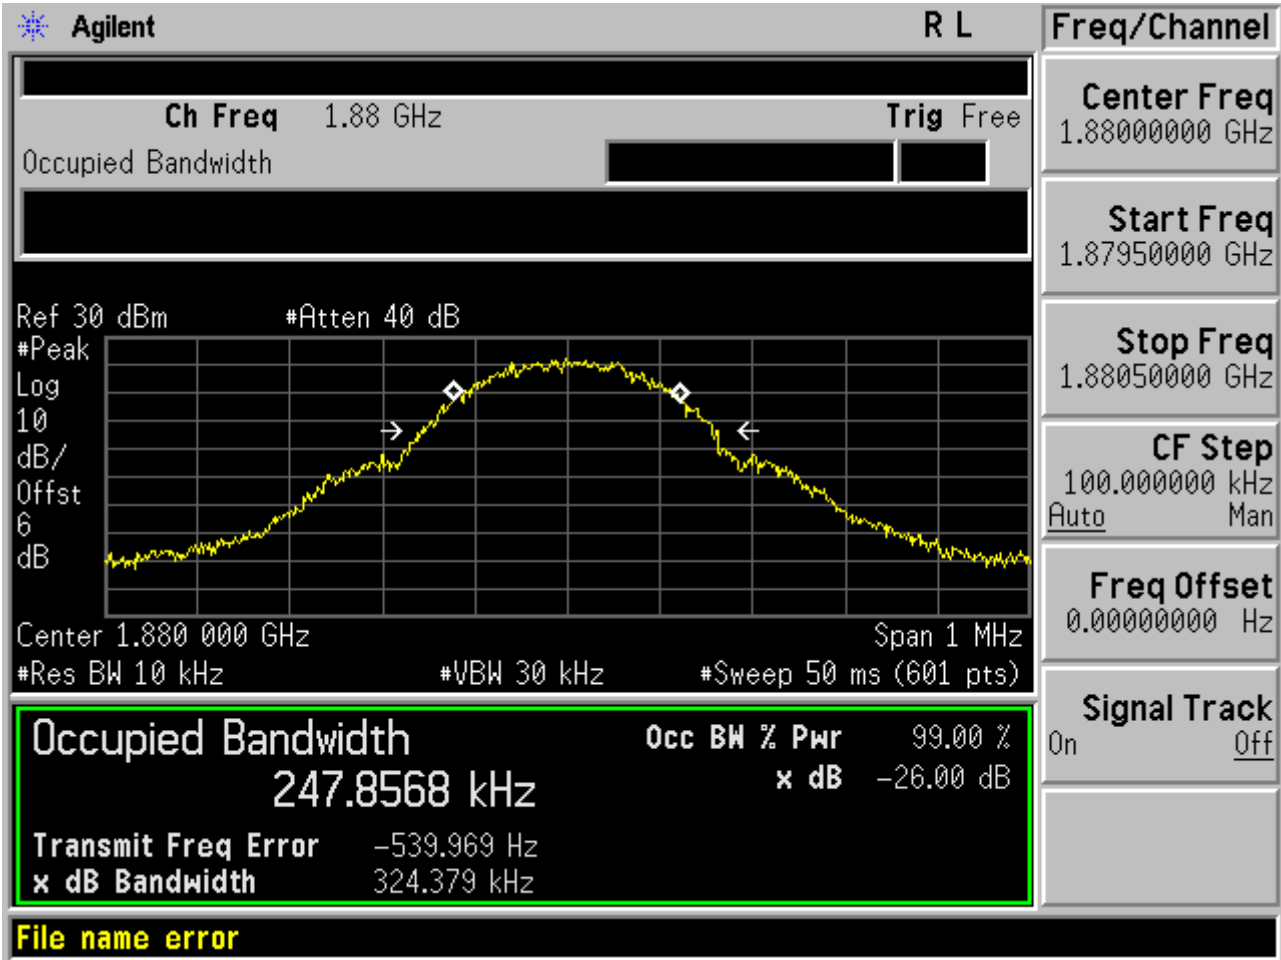 Agilent R L Freq/Channel
Ch Freq 1.88 GHz Trig Free
Occupied Bandwidth
Center Freq
1.88000000 GHz
Start Freq
1.87950000 GHz
Stop Freq
1.88050000 GHz
CF Step
100.000000 kHz
Auto Man
Freq Offset
0.00000000 Hz
Signal Track
On Off
Ref 30 dBm #Atten 40 dB
#Peak
Log
10
dB/
Offst
6
dB
Center 1.880 000 GHz Span 1 MHz
#Res BW 10 kHz #VBW 30 kHz #Sweep 50 ms (601 pts)
Occupied Bandwidth
247.8568 kHz
Occ BW % Pwr 99.00 %
x dB -26.00 dB
Transmit Freq Error -539.969 Hz
x dB Bandwidth 324.379 kHz
File name error